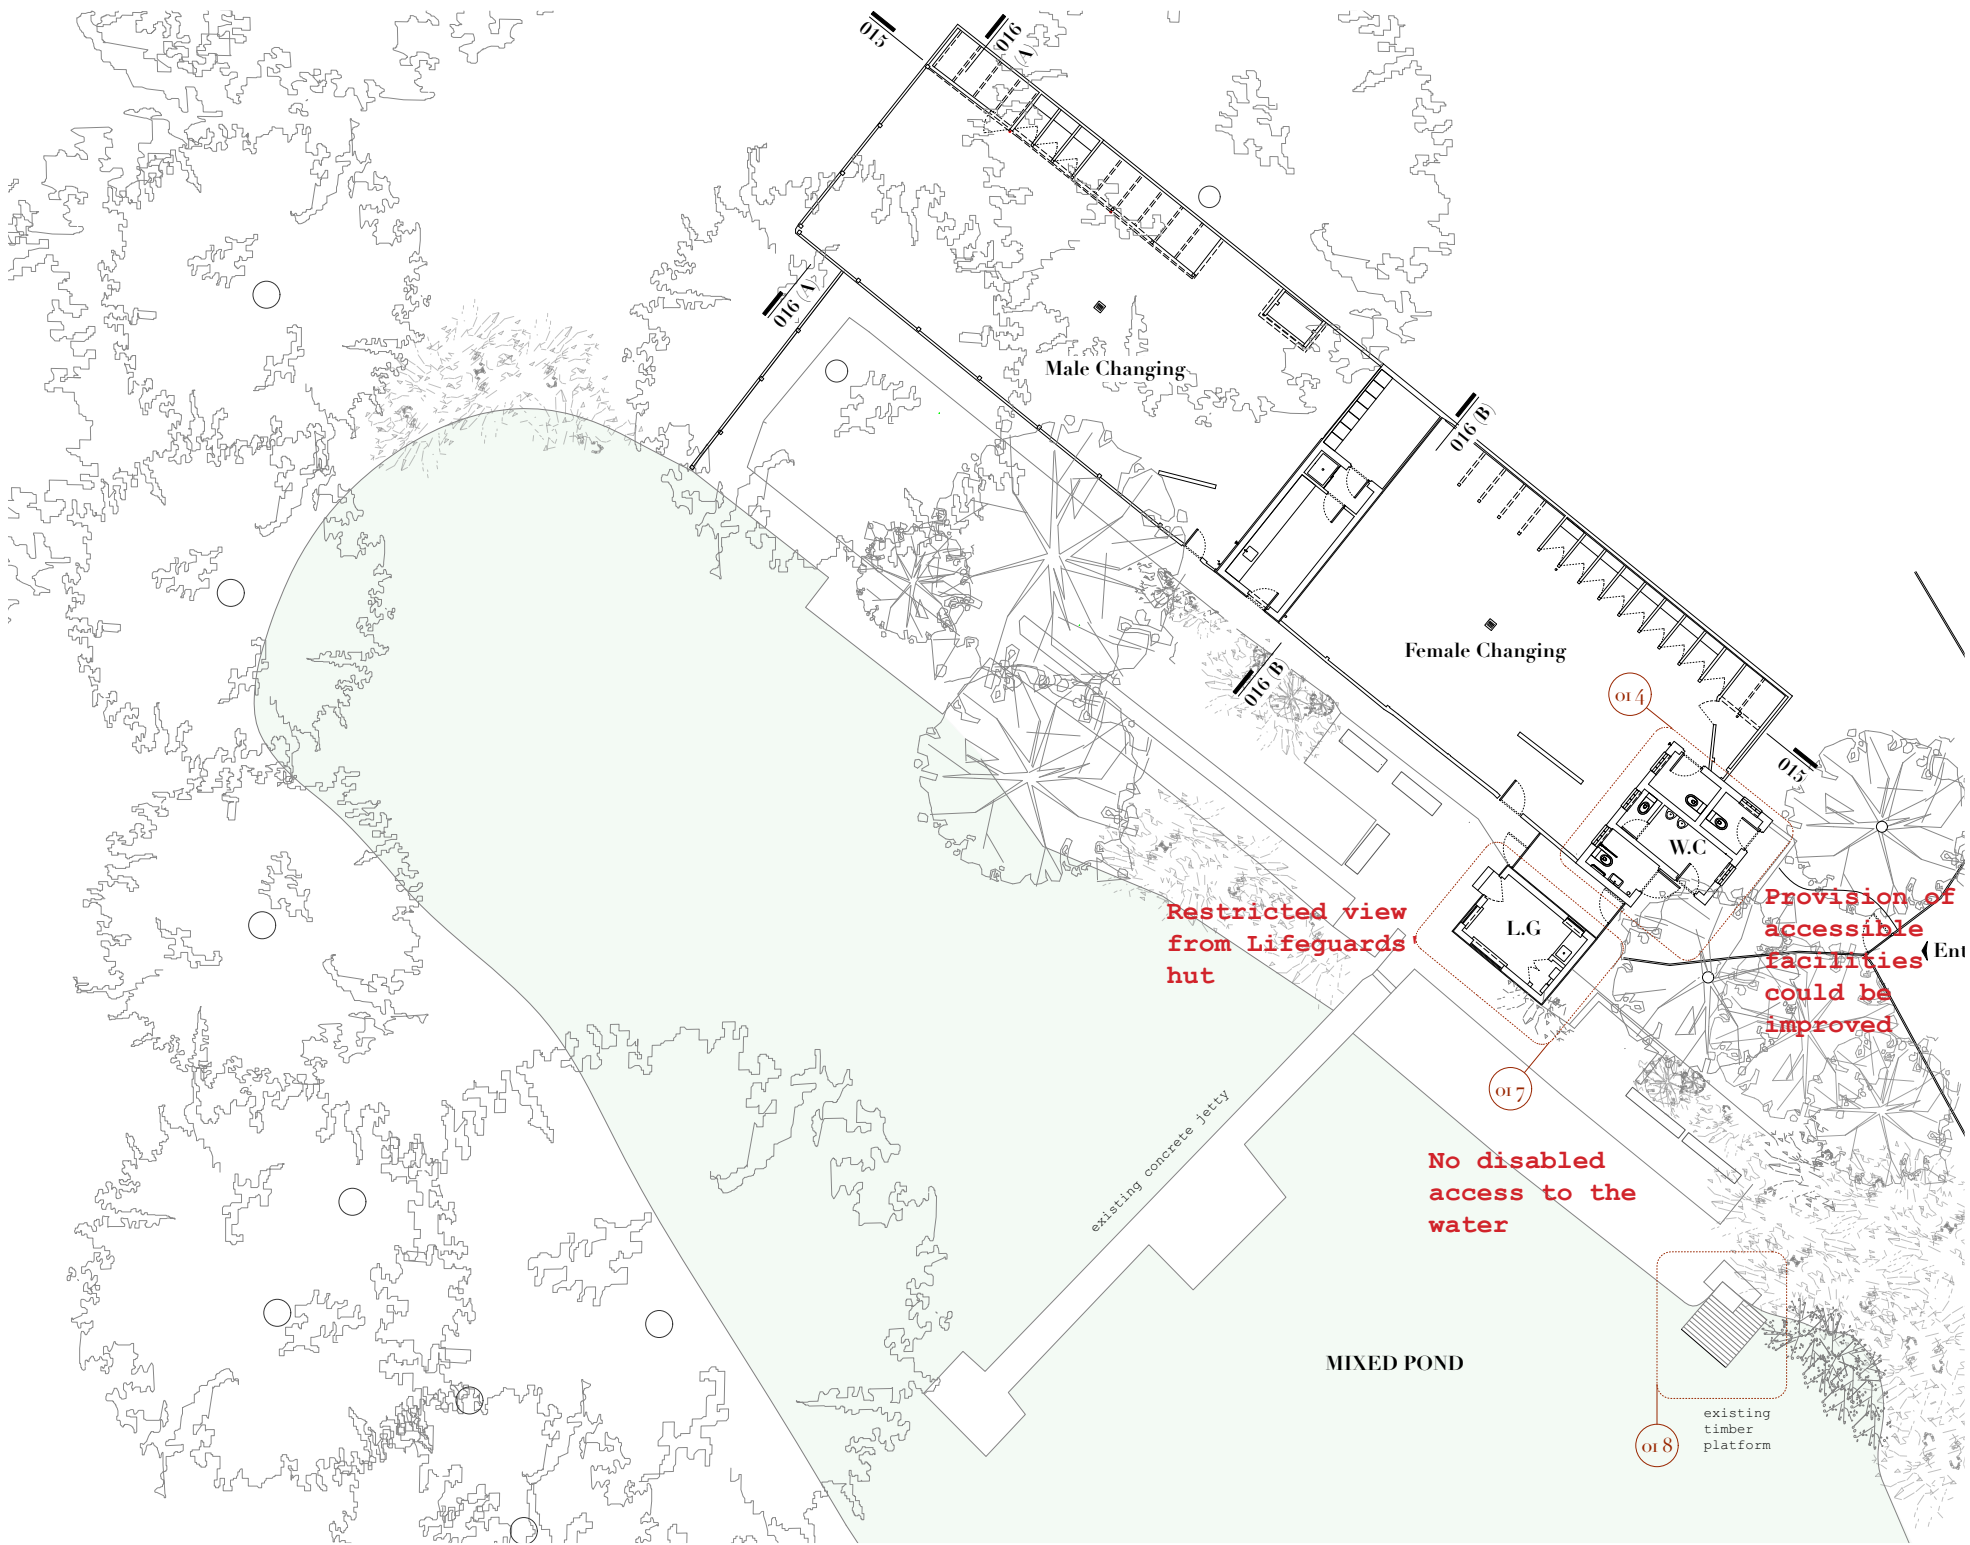 015
016
(A)
016 (A)
Male Changing
016 (B)
Female Changing
016 (B)
014
015
W.C
L.G
Restricted view
from Lifeguards'
hut
Provision of
accessible
facilities
could be
improved
Ent
017
existing concrete jetty
No disabled
access to the
water
MIXED POND
existing
timber
platform
018